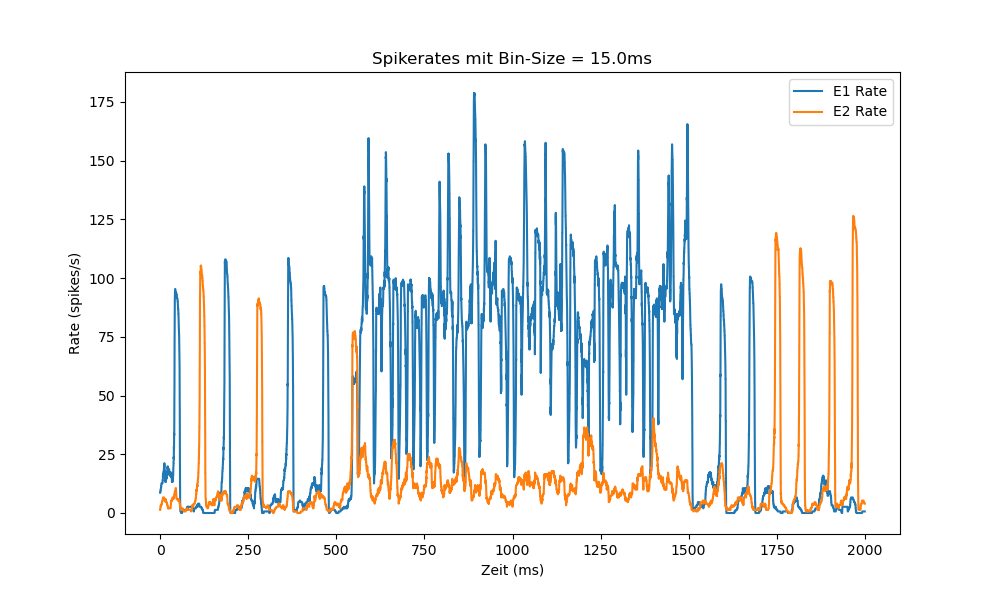 Spikerates mit Bin-Size = 15.0ms
E1 Rate
E2 Rate
Rate (spikes/s)
175
150
125
100
75
50
25
0
0 250 500 750 1000 1250 1500 1750 2000
Zeit (ms)